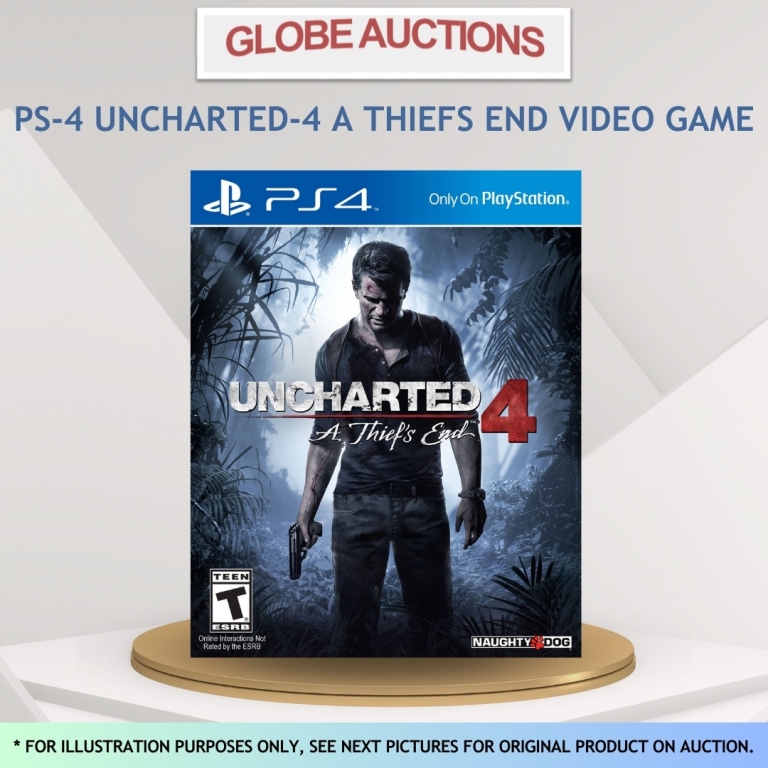 GLOBE AUCTIONS
PS-4 UNCHARTED-4 A THIEFS END VIDEO GAME
PS4™ Only On PlayStation®
UNCHARTED 4™
A Thief's End
TEEN
T
ESRB
Online Interactions Not
Rated by the ESRB
NAUGHTY DOG
* FOR ILLUSTRATION PURPOSES ONLY, SEE NEXT PICTURES FOR ORIGINAL PRODUCT ON AUCTION.